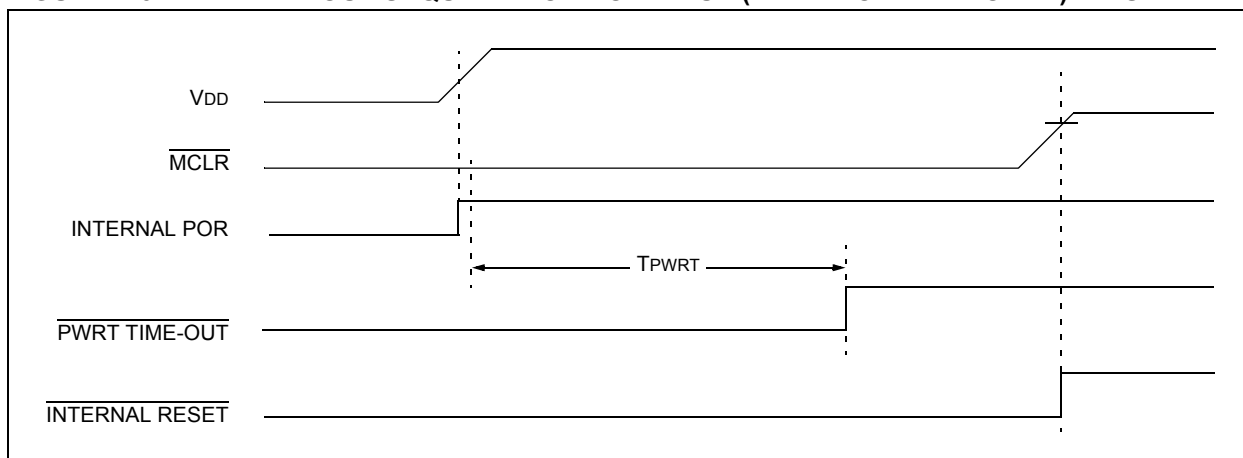 VDD
MCLR
INTERNAL POR
TPWRT
PWRT TIME-OUT
INTERNAL RESET